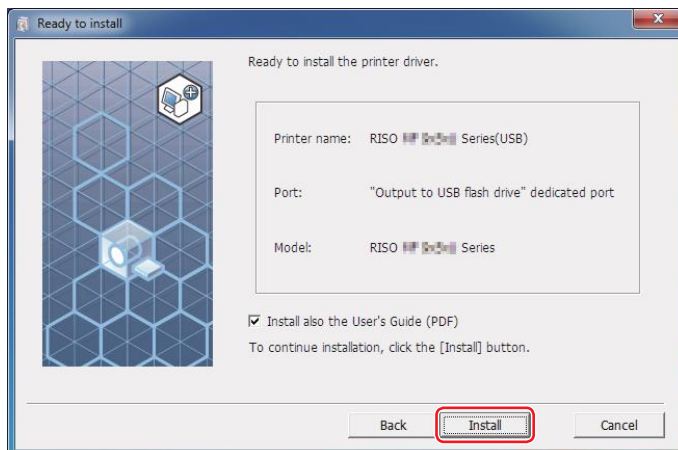 Ready to install
Ready to install the printer driver.
Printer name: RISO Series(USB)
Port: "Output to USB flash drive" dedicated port
Model: RISO Series
Install also the User's Guide (PDF)
To continue installation, click the [Install] button.
Back Install Cancel